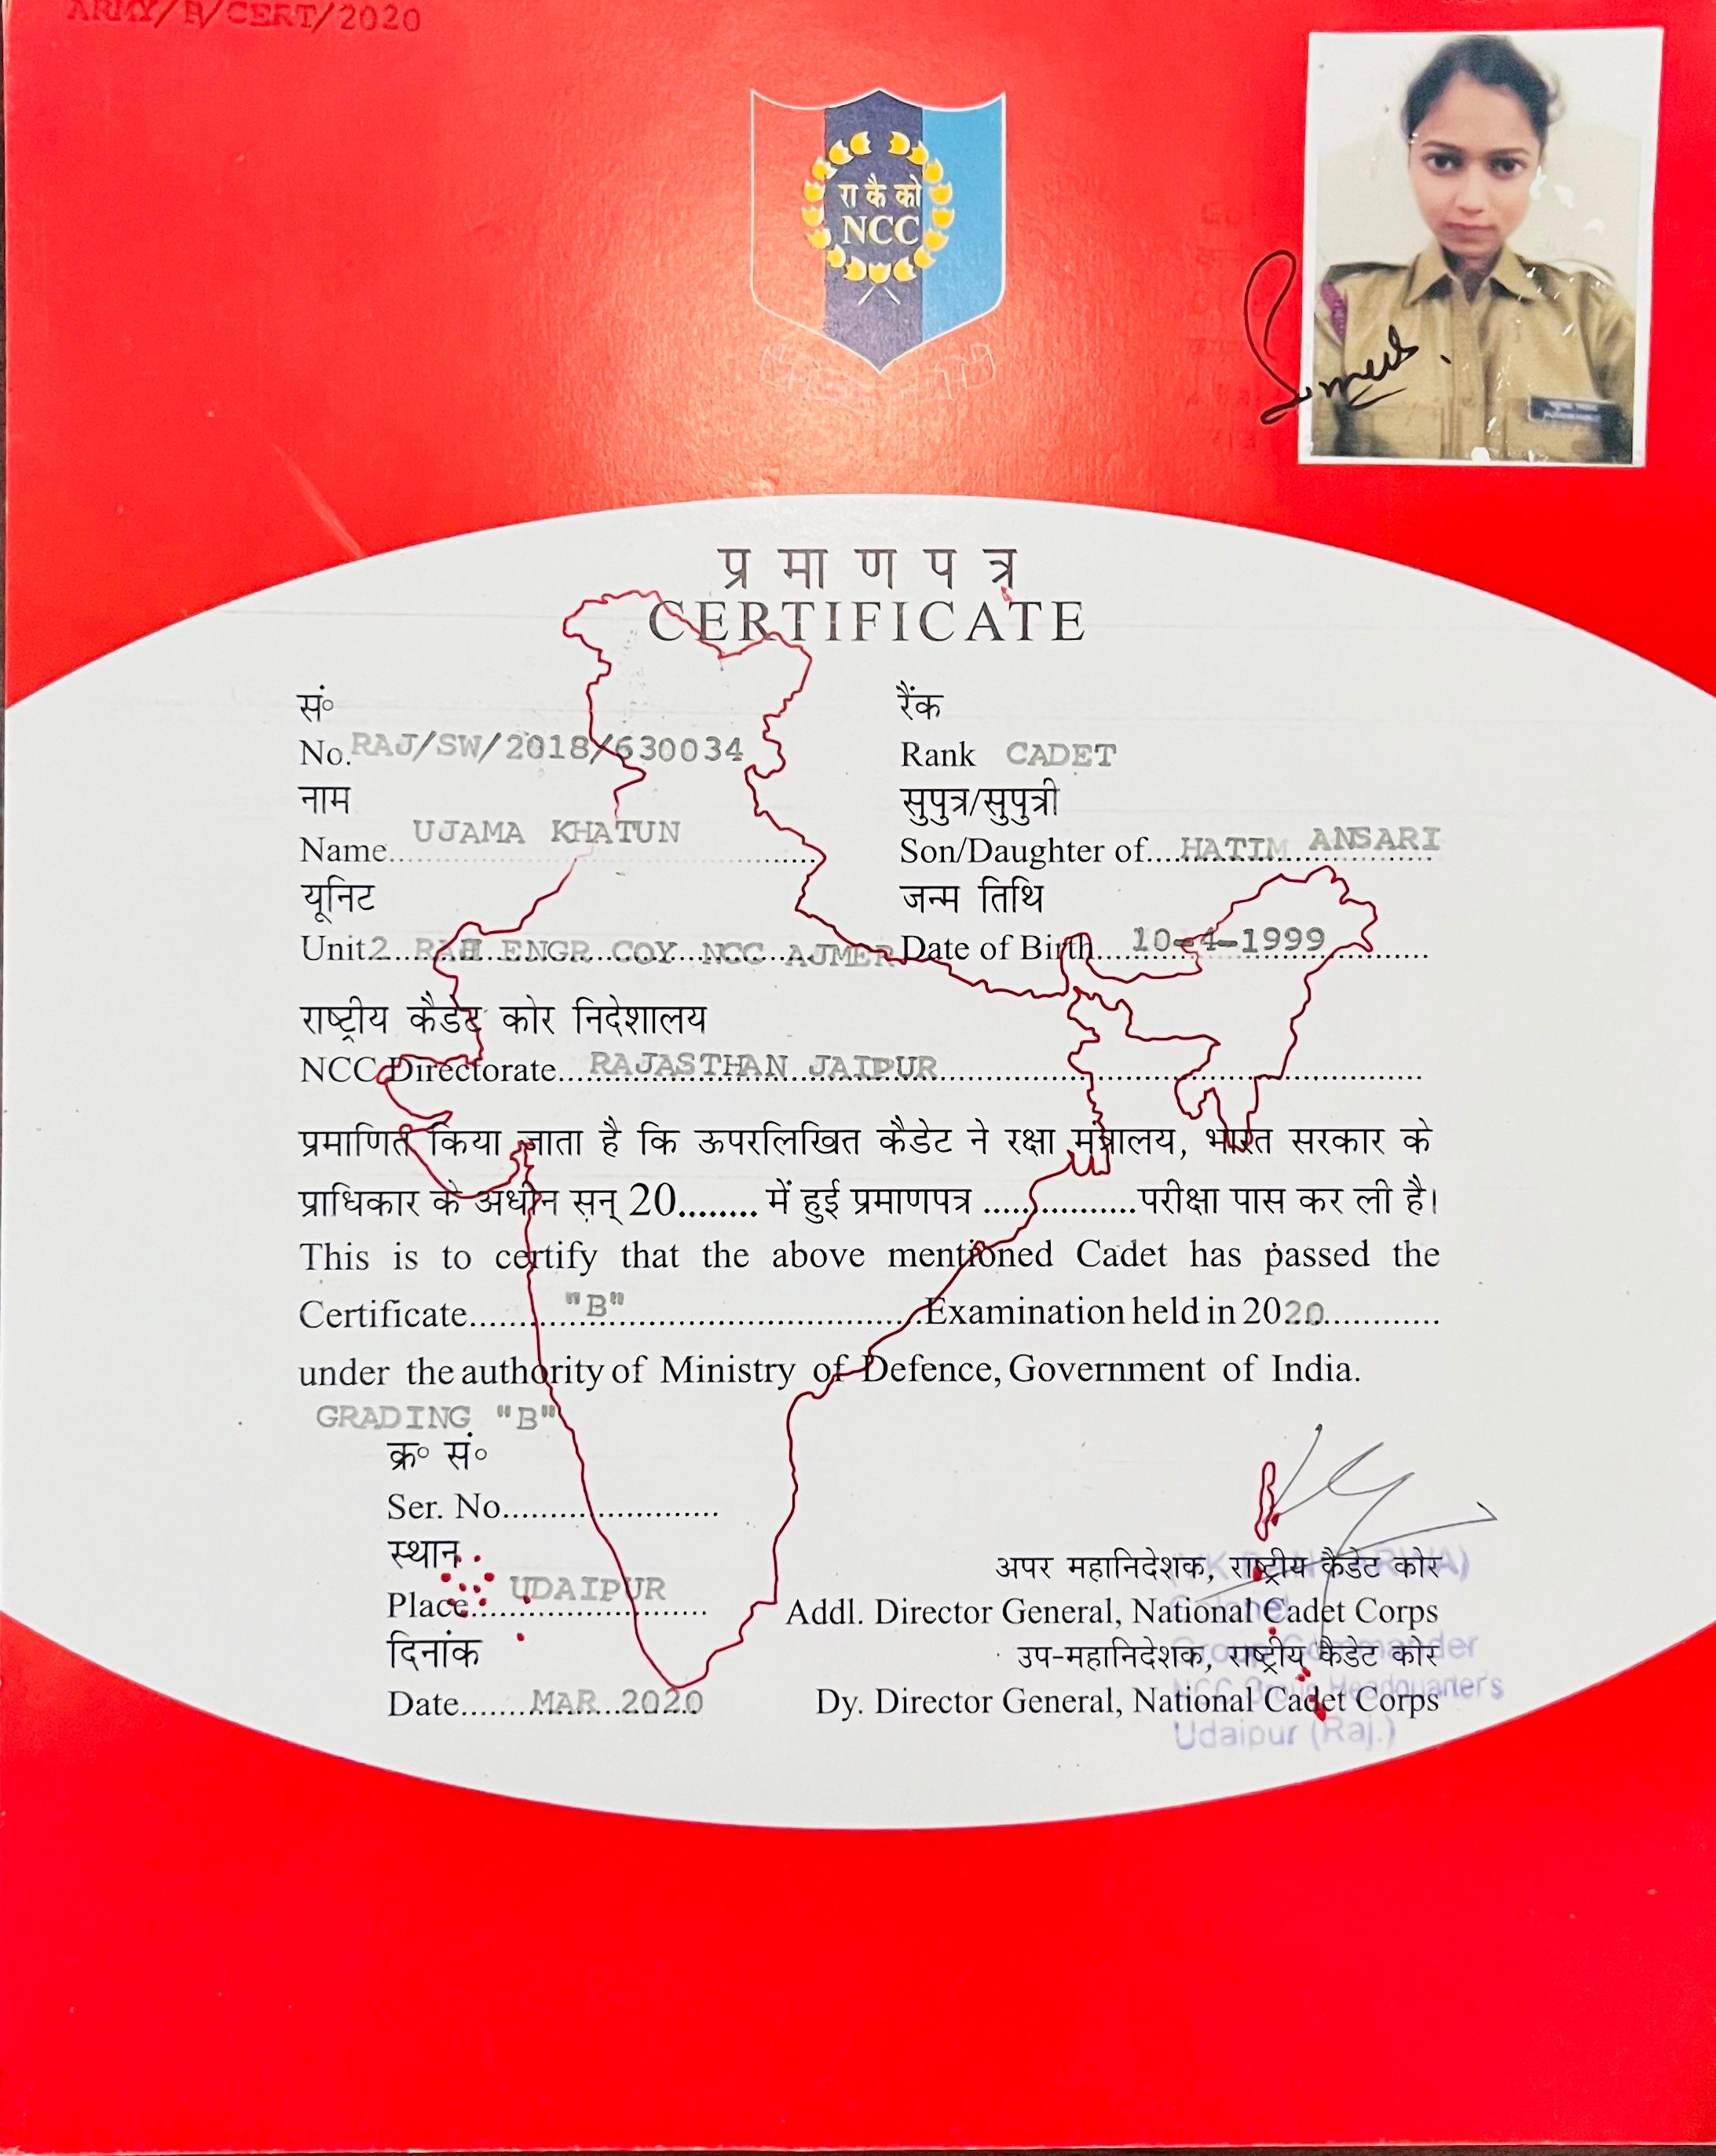 ARMY/B/CERT/2020
रा कै को
NCC
प्रमाणपत्र
CERTIFICATE
सं०
No. RAJ/SW/2018/630034
रैंक
Rank CADET
नाम
Name UJAMA KHATUN
सुपुत्र/सुपुत्री
Son/Daughter of HATIM ANSARI
यूनिट
Unit 2 ENGR COY NCC AJMER
जन्म तिथि
Date of Birth 10-4-1999
राष्ट्रीय कैडेट कोर निदेशालय
NCC Directorate RAJASTHAN JAIPUR
प्रमाणित किया जाता है कि ऊपरलिखित कैडेट ने रक्षा मंत्रालय, भारत सरकार के
प्राधिकार के अधीन सन् 20........ में हुई प्रमाणपत्र ................परीक्षा पास कर ली है।
This is to certify that the above mentioned Cadet has passed the
Certificate "B" Examination held in 2020
under the authority of Ministry of Defence, Government of India.
GRADING "B"
क्र० सं०
Ser. No.
स्थान
Place UDAIPUR
दिनांक
Date MAR 2020
अपर महानिदेशक, राष्ट्रीय कैडेट कोर
Addl. Director General, National Cadet Corps
उप-महानिदेशक, राष्ट्रीय कैडेट कोर
Dy. Director General, National Cadet Corps
Colonel
Group Commander
NCC Group Headquarters
Udaipur (Raj.)